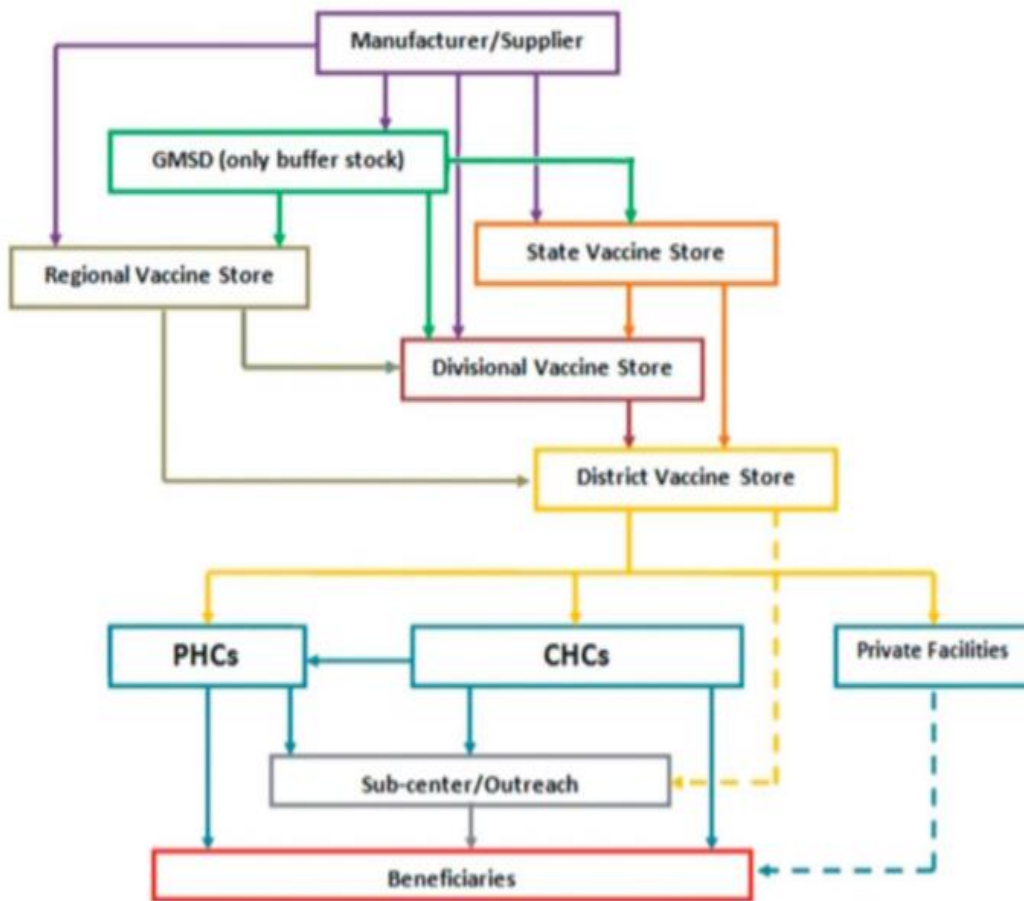 Manufacturer/Supplier
GMSD (only buffer stock)
State Vaccine Store
Regional Vaccine Store
Divisional Vaccine Store
District Vaccine Store
PHCs
CHCs
Private Facilities
Sub-center/Outreach
Beneficiaries